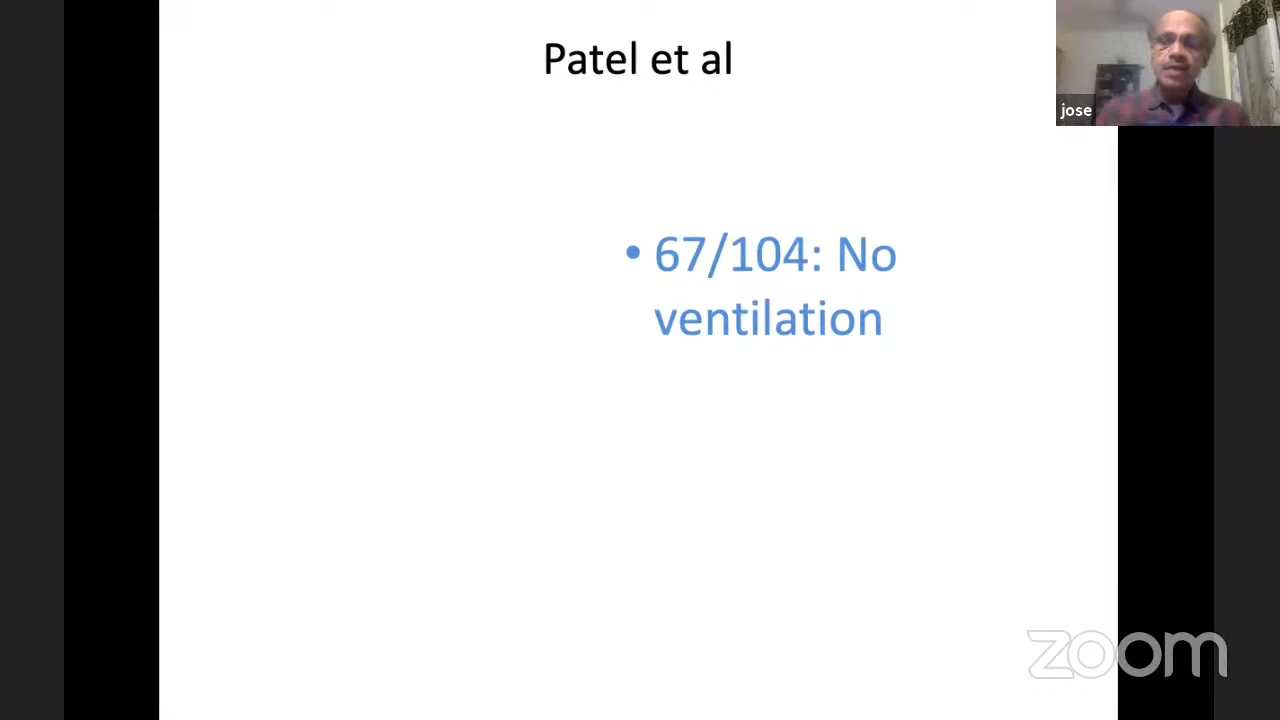 Patel et al
jose
• 67/104: No
ventilation
zoom